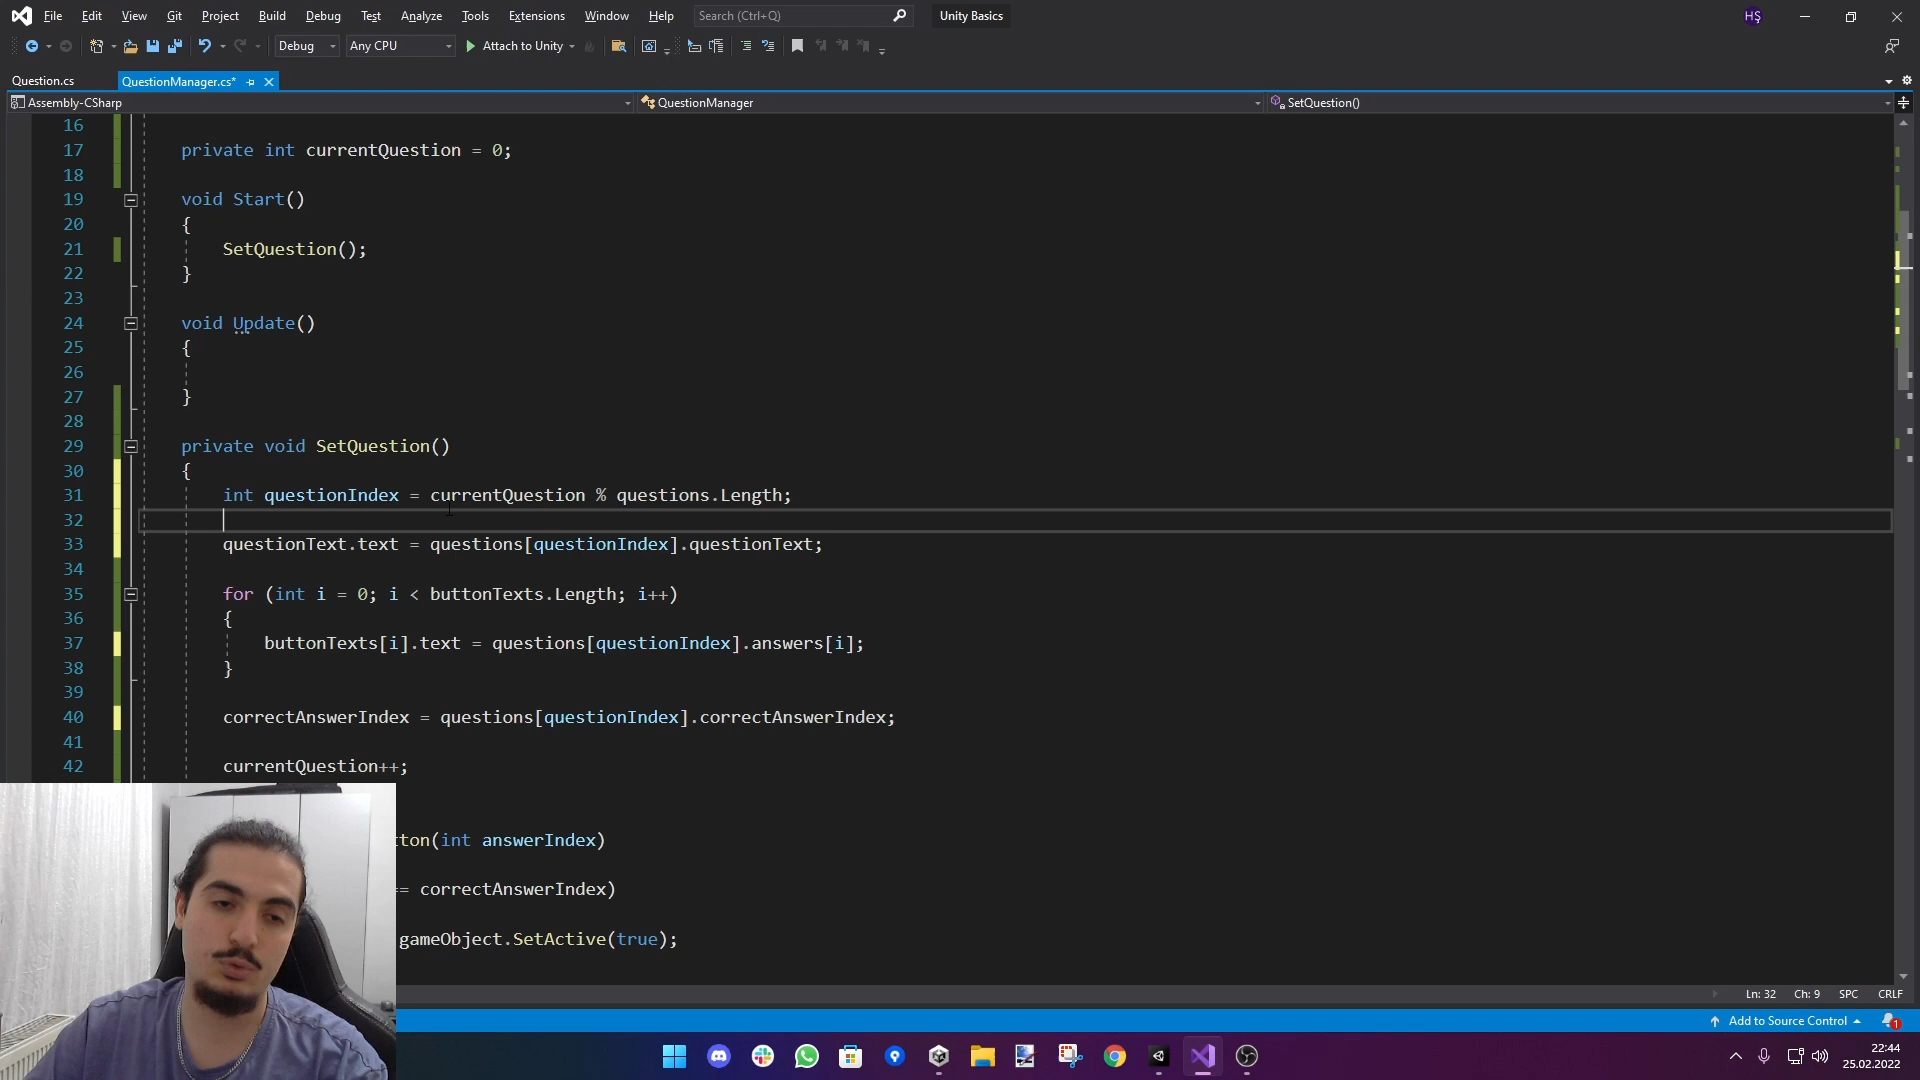 File Edit View Git Project Build Debug Test Analyze Tools Extensions Window Help Search (Ctrl+Q) Unity Basics HŞ
Debug Any CPU Attach to Unity
Question.cs QuestionManager.cs*
Assembly-CSharp QuestionManager SetQuestion()
16
17 private int currentQuestion = 0;
18
19 void Start()
20 {
21 SetQuestion();
22 }
23
24 void Update()
25 {
26
27 }
28
29 private void SetQuestion()
30 {
31 int questionIndex = currentQuestion % questions.Length;
32
33 questionText.text = questions[questionIndex].questionText;
34
35 for (int i = 0; i < buttonTexts.Length; i++)
36 {
37 buttonTexts[i].text = questions[questionIndex].answers[i];
38 }
39
40 correctAnswerIndex = questions[questionIndex].correctAnswerIndex;
41
42 currentQuestion++;
tton(int answerIndex)
== correctAnswerIndex)
gameObject.SetActive(true);
Ln: 32 Ch: 9 SPC CRLF
Add to Source Control 1
22:44
25.02.2022